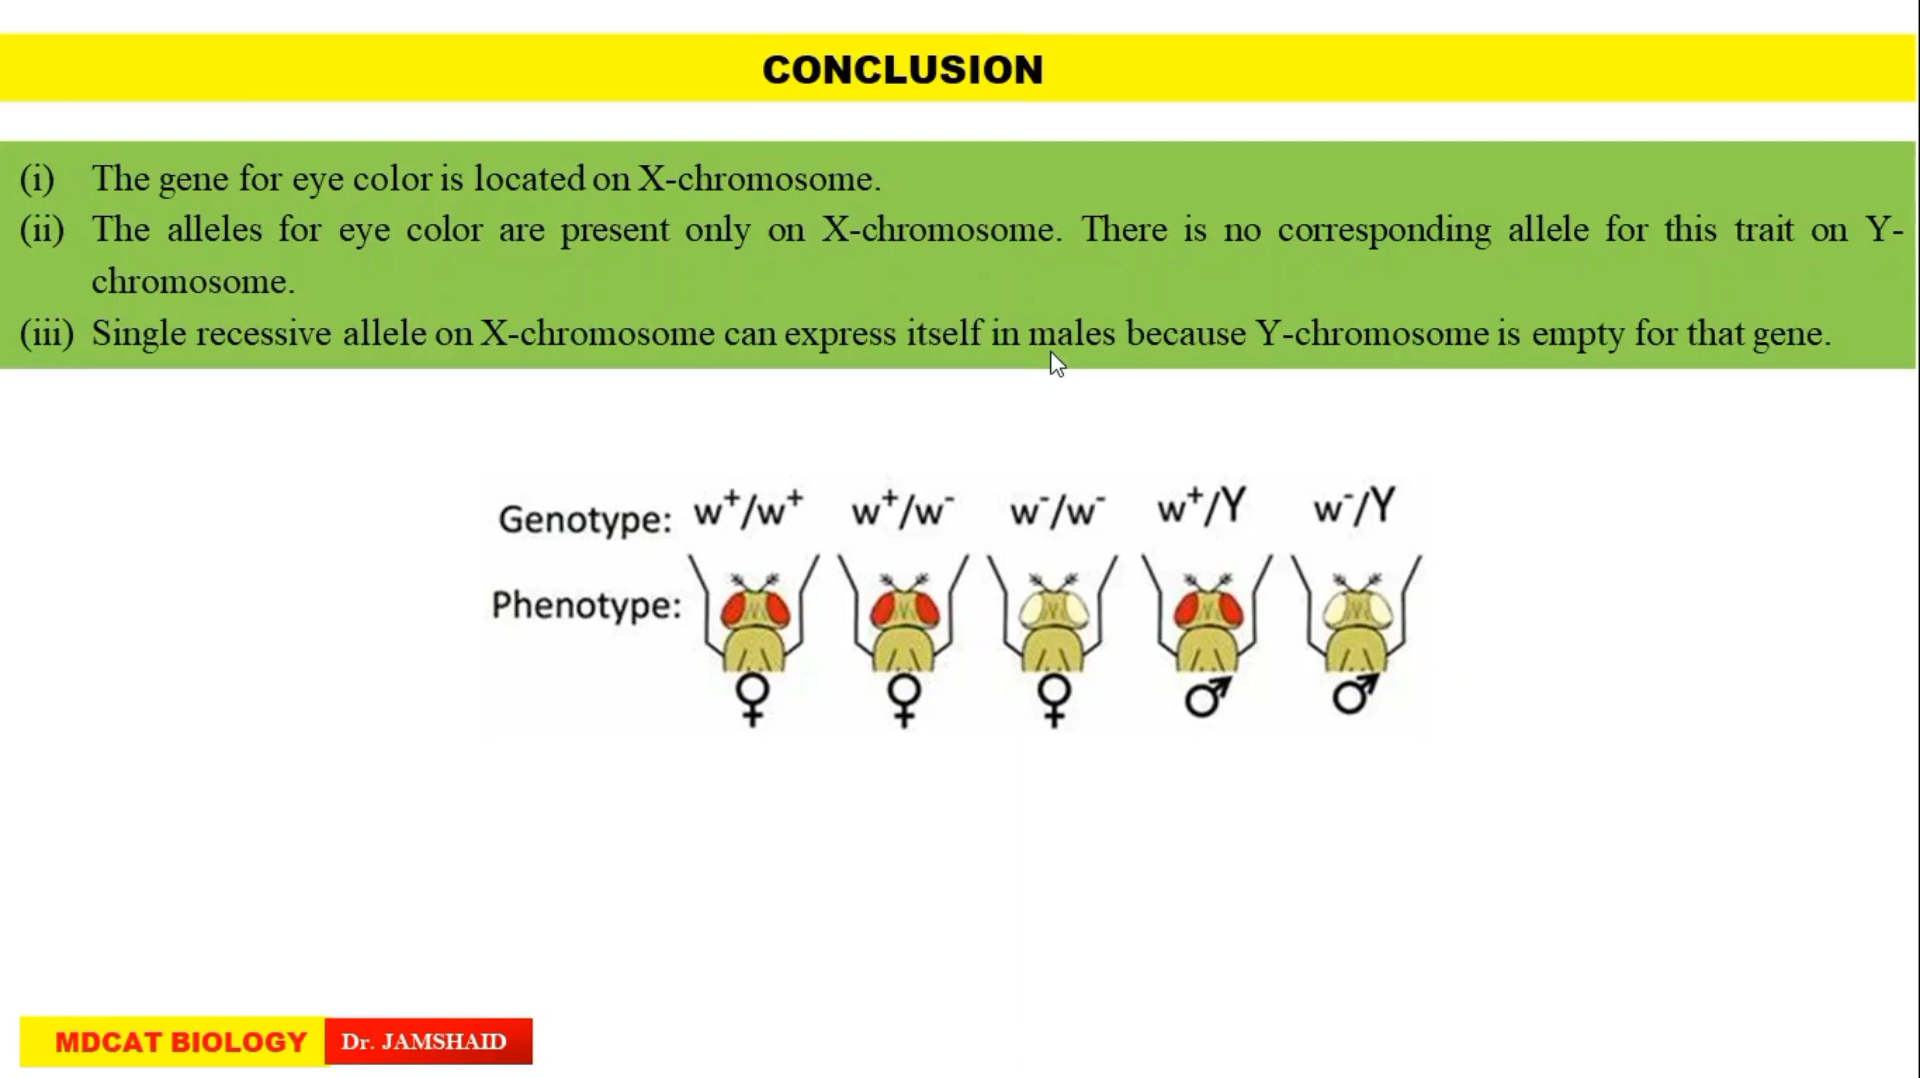 CONCLUSION
(i) The gene for eye color is located on X-chromosome.
(ii) The alleles for eye color are present only on X-chromosome. There is no corresponding allele for this trait on Y-
chromosome.
(iii) Single recessive allele on X-chromosome can express itself in males because Y-chromosome is empty for that gene.
Genotype: w⁺/w⁺ w⁺/w⁻ w⁻/w⁻ w⁺/Y w⁻/Y
Phenotype:
♀ ♀ ♀ ♂ ♂
MDCAT BIOLOGY Dr. JAMSHAID